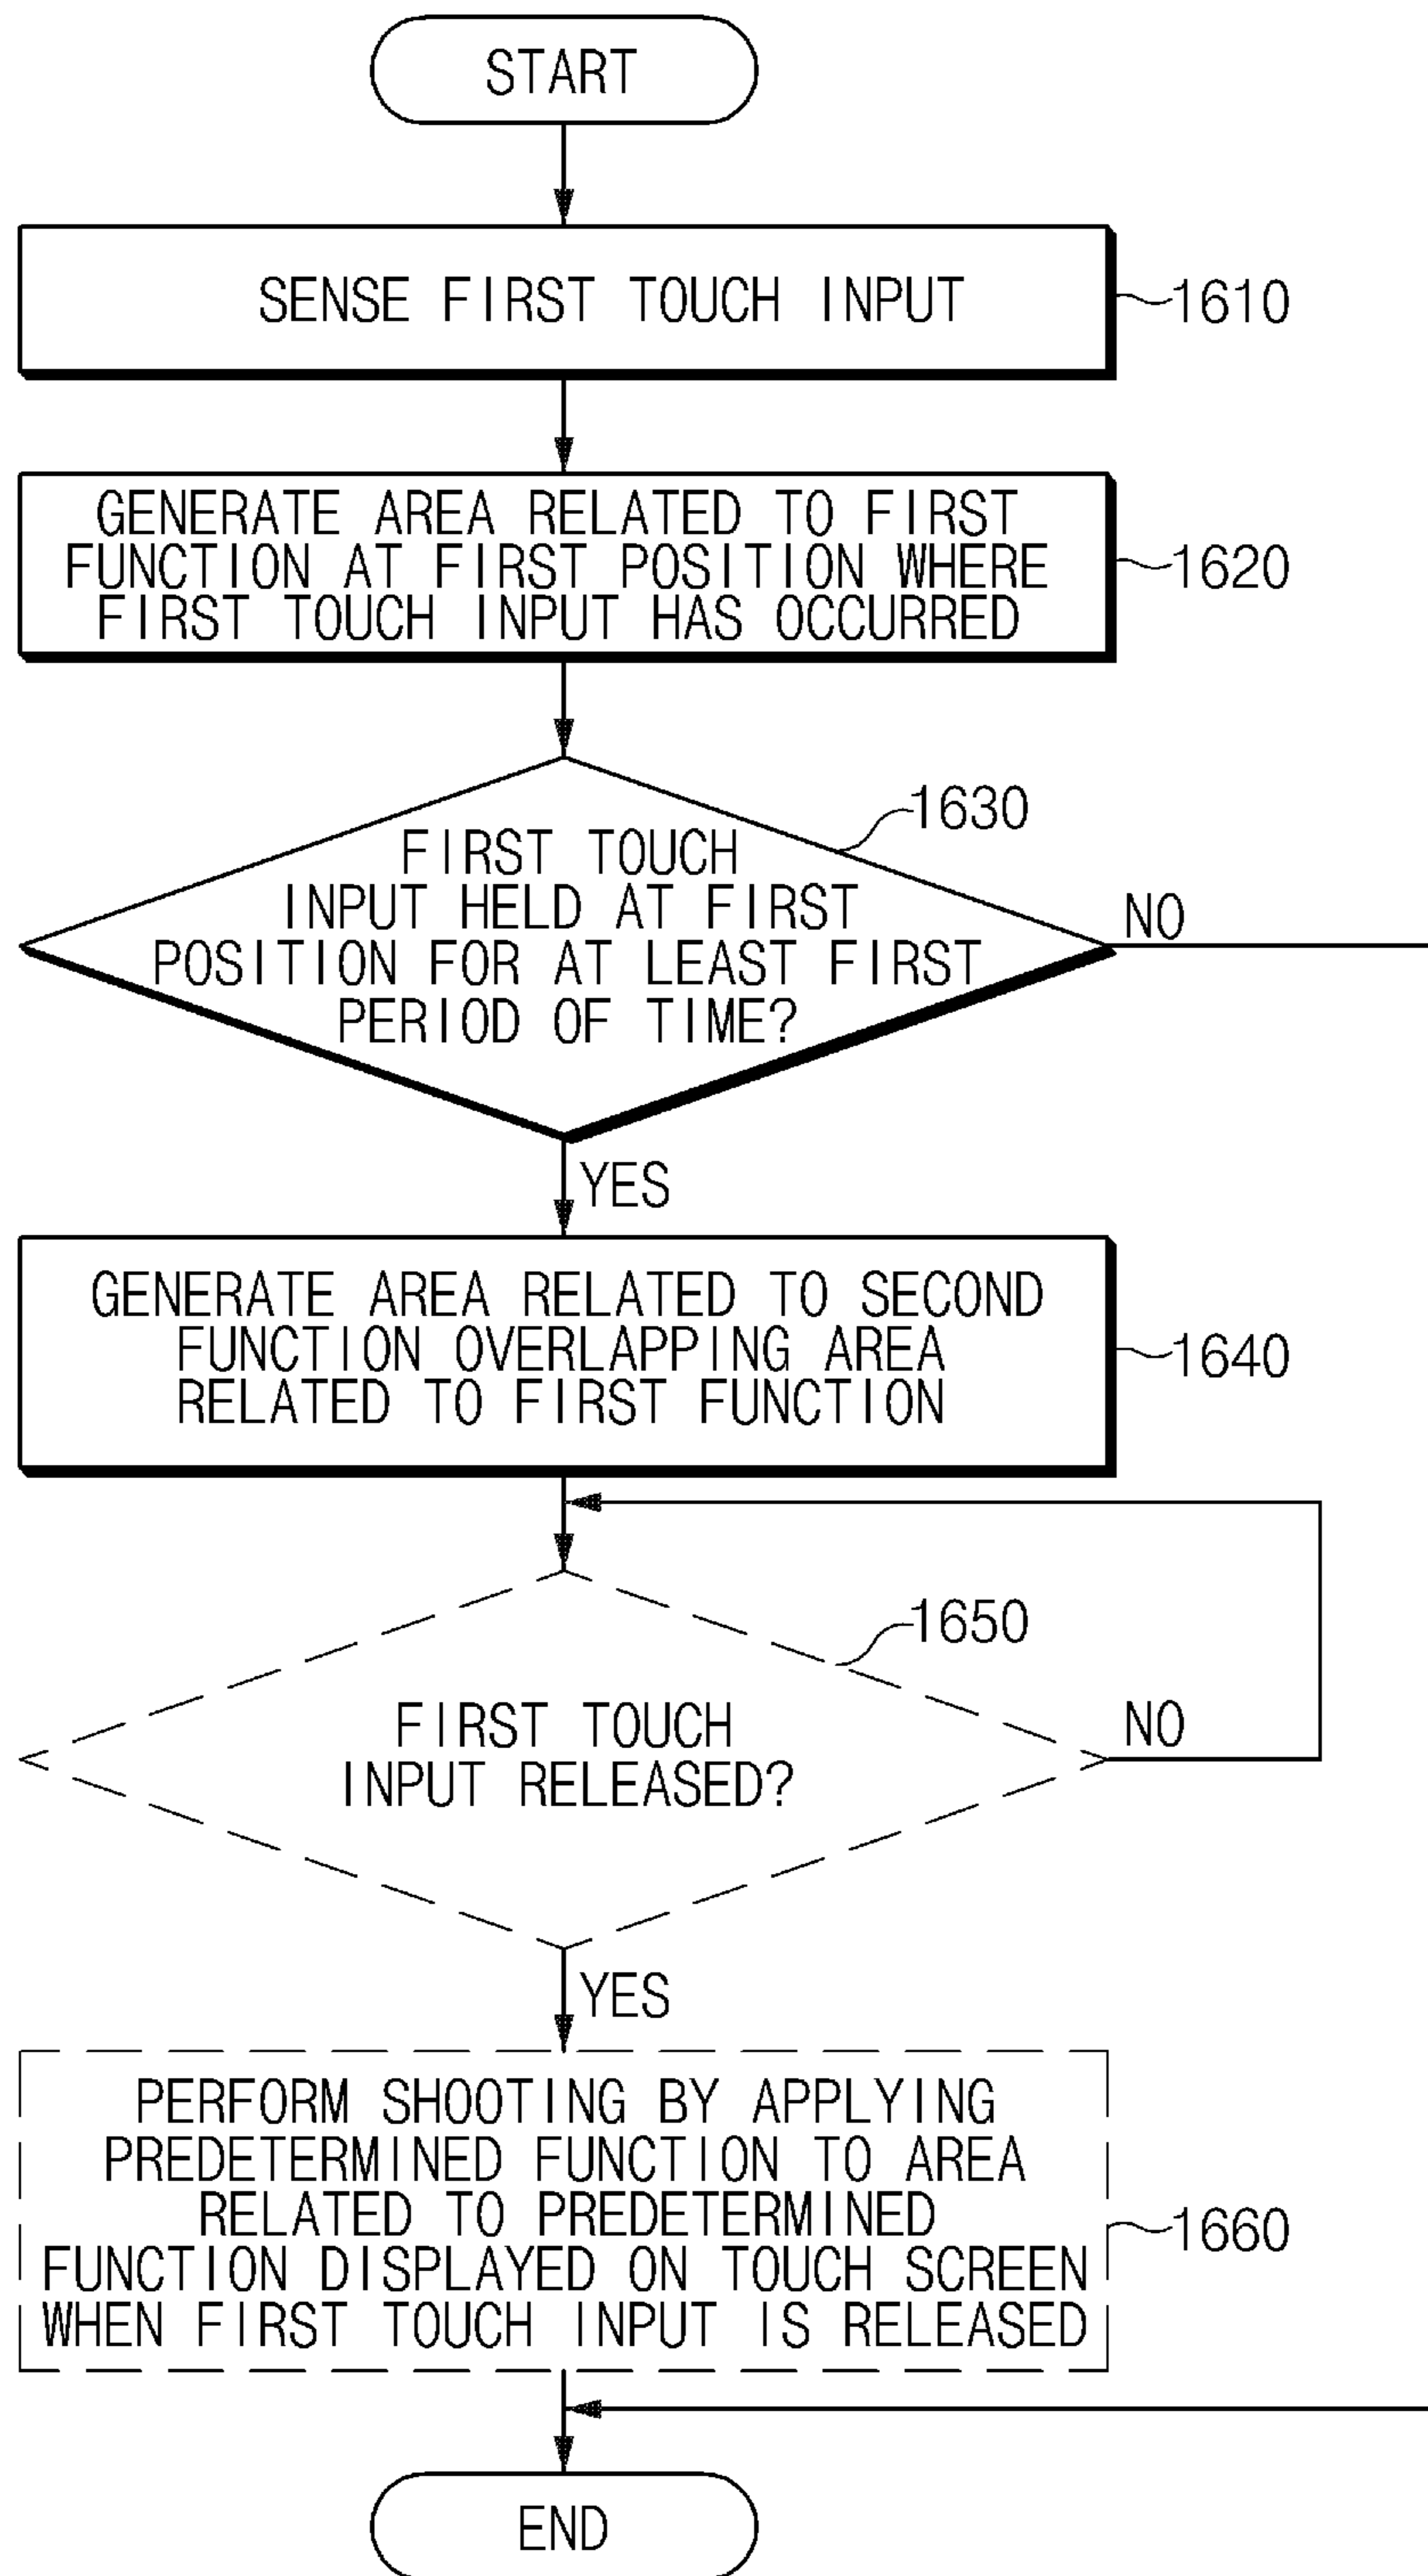 START
SENSE FIRST TOUCH INPUT
1610
GENERATE AREA RELATED TO FIRST
FUNCTION AT FIRST POSITION WHERE
FIRST TOUCH INPUT HAS OCCURRED
1620
1630
FIRST TOUCH
INPUT HELD AT FIRST
POSITION FOR AT LEAST FIRST
PERIOD OF TIME?
NO
YES
GENERATE AREA RELATED TO SECOND
FUNCTION OVERLAPPING AREA
RELATED TO FIRST FUNCTION
1640
1650
FIRST TOUCH
INPUT RELEASED?
NO
YES
PERFORM SHOOTING BY APPLYING
PREDETERMINED FUNCTION TO AREA
RELATED TO PREDETERMINED
FUNCTION DISPLAYED ON TOUCH SCREEN
WHEN FIRST TOUCH INPUT IS RELEASED
1660
END